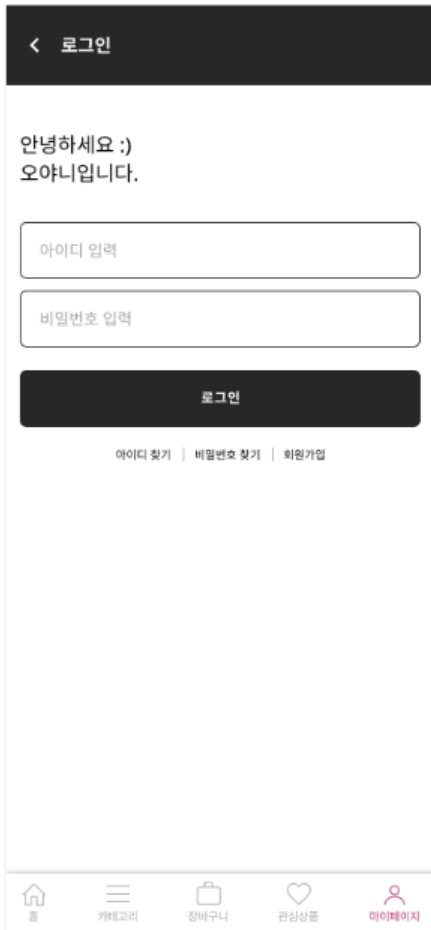 로그인
안녕하세요 :)
오야니입니다.
아이디 입력
비밀번호 입력
로그인
아이디 찾기 | 비밀번호 찾기 | 회원가입
홈 카테고리 장바구니 관심상품 마이페이지